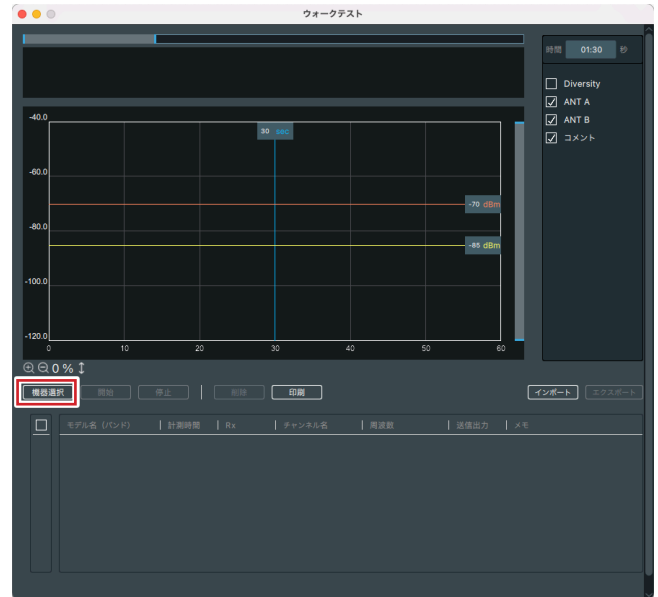 ウォークテスト
時間 01:30 秒
Diversity
ANT A
ANT B
コメント
-40.0
30 sec
-60.0
-70 dBm
-80.0
-85 dBm
-100.0
-120.0
0 10 20 30 40 50 60
0 %
機器選択 開始 停止 削除 印刷 インポート エクスポート
モデル名 (バンド) 計測時間 Rx チャンネル名 周波数 送信出力 メモ